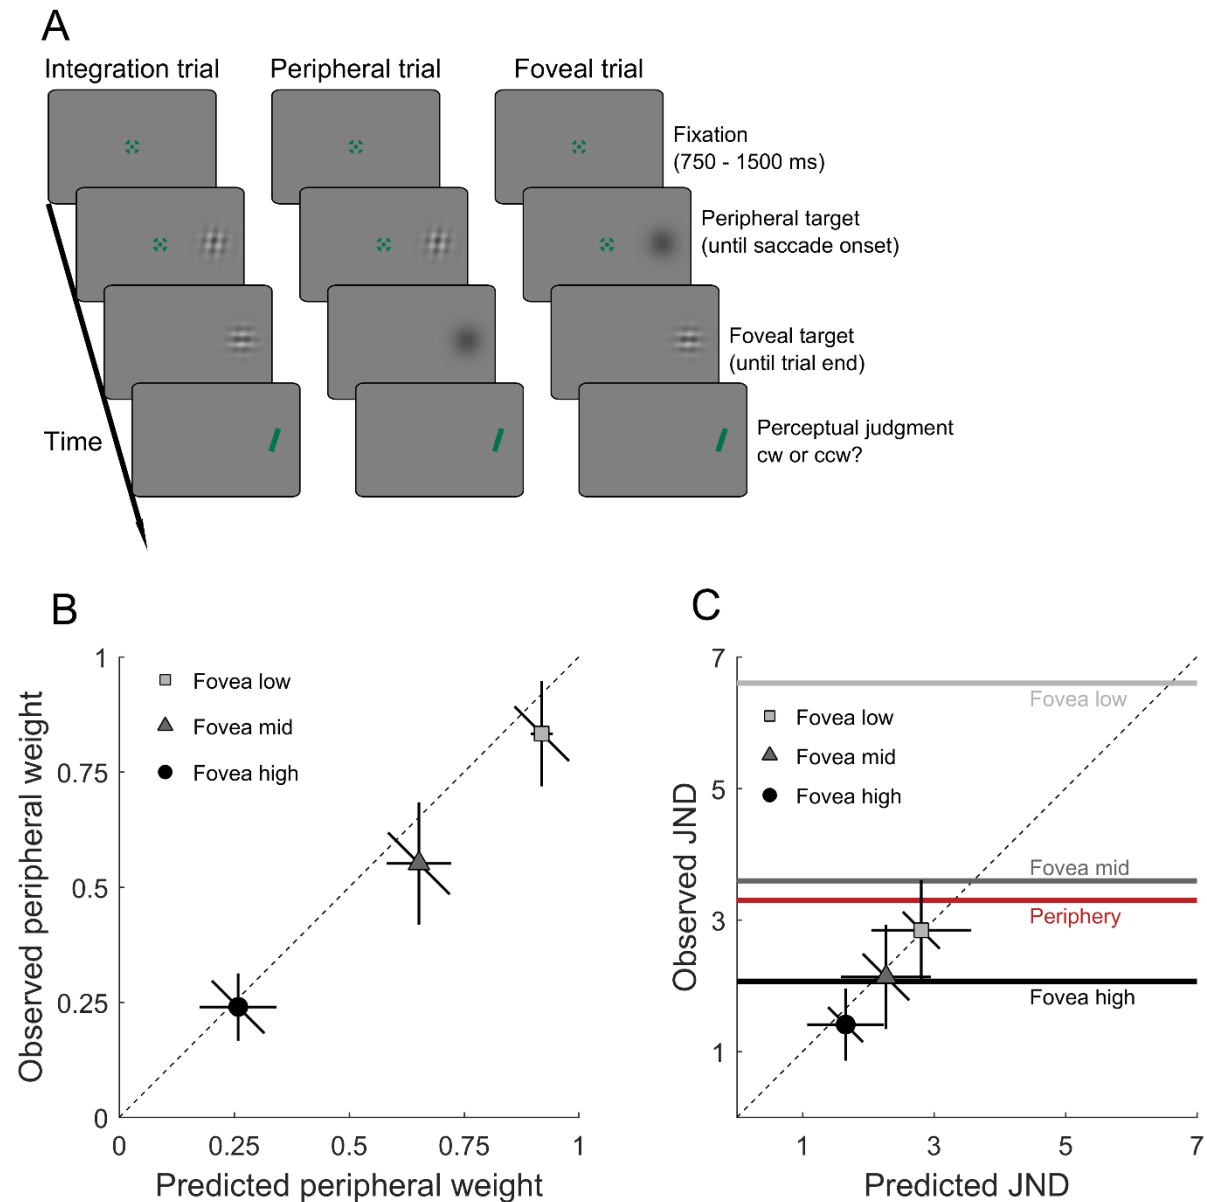 A
Integration trial
Peripheral trial
Foveal trial
Fixation
(750 - 1500 ms)
Peripheral target
(until saccade onset)
Foveal target
(until trial end)
Time
Perceptual judgment
cw or ccw?
B
Observed peripheral weight
1
0.75
0.5
0.25
0
Fovea low
Fovea mid
Fovea high
0
0.25
0.5
0.75
1
Predicted peripheral weight
C
Observed JND
7
5
3
1
Fovea low
Fovea mid
Fovea high
Fovea low
Fovea mid
Periphery
Fovea high
1
3
5
7
Predicted JND